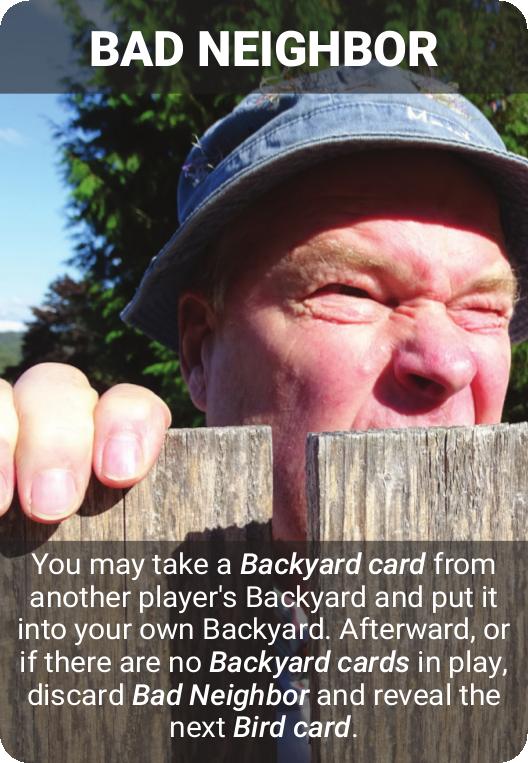 BAD NEIGHBOR
You may take a Backyard card from
another player's Backyard and put it
into your own Backyard. Afterward, or
if there are no Backyard cards in play,
discard Bad Neighbor and reveal the
next Bird card.